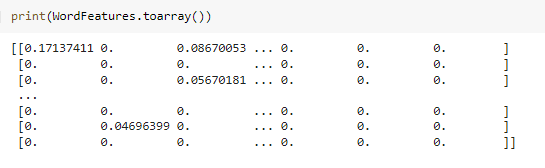 print(WordFeatures.toarray())
[[0.17137411 0.         0.08670053 ... 0.         0.         0.        ]
 [0.         0.         0.         ... 0.         0.         0.        ]
 [0.         0.         0.05670181 ... 0.         0.         0.        ]
 ...
 [0.         0.         0.         ... 0.         0.         0.        ]
 [0.         0.04696399 0.         ... 0.         0.         0.        ]
 [0.         0.         0.         ... 0.         0.         0.        ]]